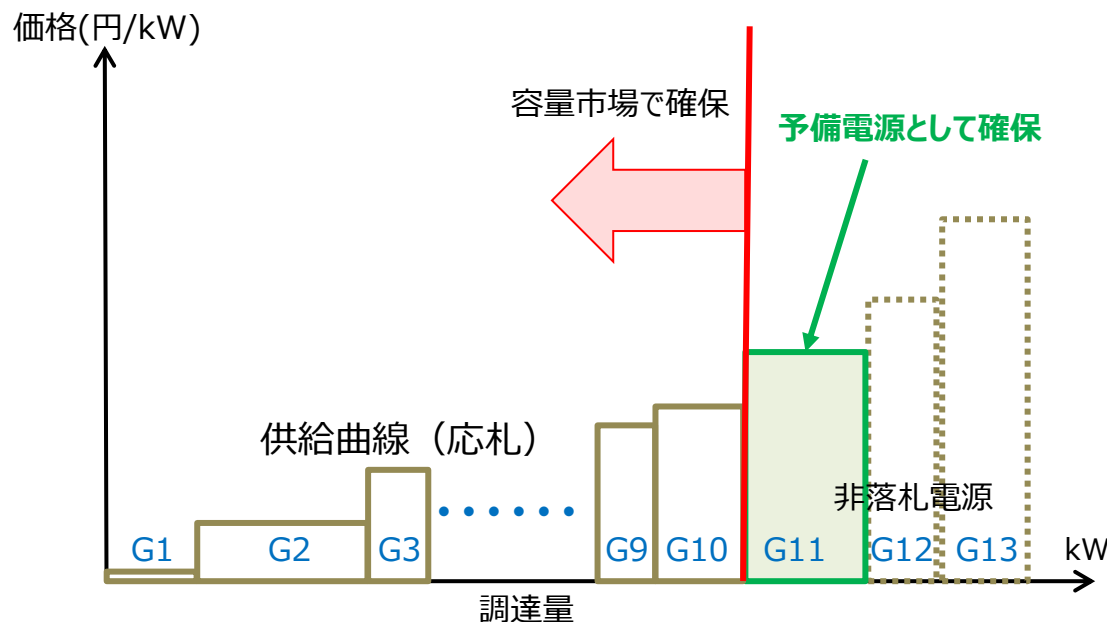 価格(円/kW)
容量市場で確保
予備電源として確保
供給曲線（応札）
・・・・・・
非落札電源
G1
G2
G3
G9
G10
G11
G12
G13
kW
調達量